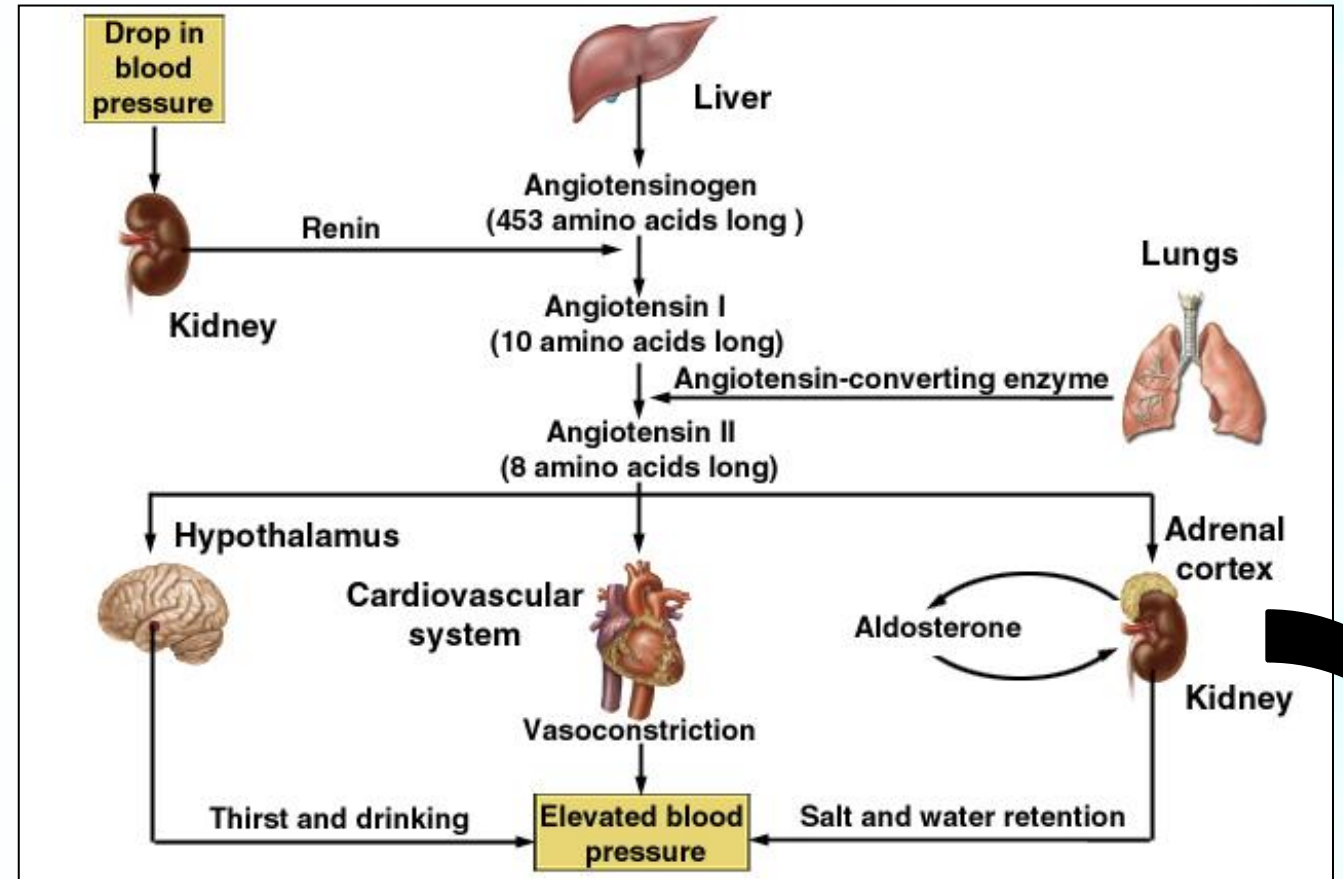 Drop in
blood
pressure
Liver
Angiotensinogen
(453 amino acids long )
Renin
Kidney
Lungs
Angiotensin I
(10 amino acids long)
Angiotensin-converting enzyme
Angiotensin II
(8 amino acids long)
Hypothalamus
Cardiovascular
system
Adrenal
cortex
Aldosterone
Kidney
Vasoconstriction
Thirst and drinking
Elevated blood
pressure
Salt and water retention